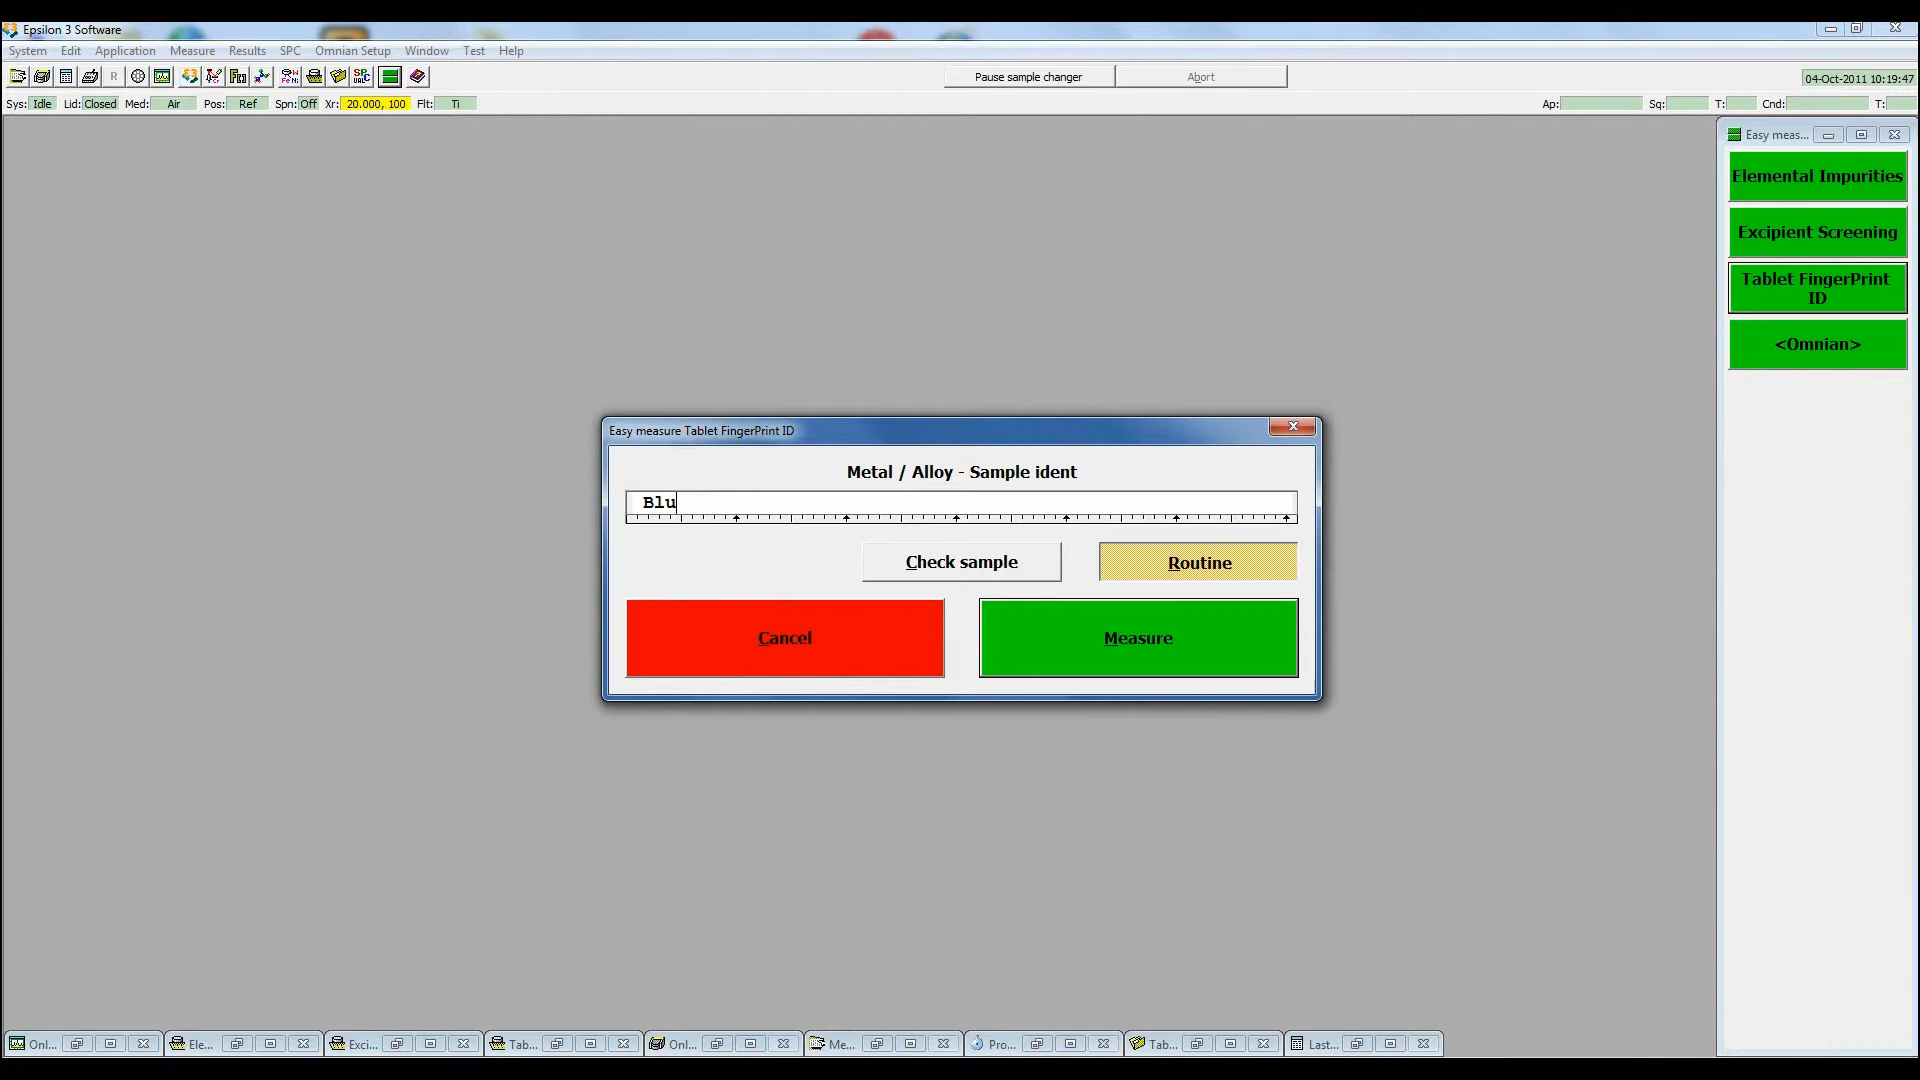 Epsilon 3 Software
System Edit Application Measure Results SPC Omnian Setup Window Test Help
Pause sample changer Abort 04-Oct-2011 10:19:47
Sys: Idle Lid: Closed Med: Air Pos: Ref Spn: Off Xr: 20.000, 100 Flt: Ti Ap: Sq: T: Cnd: T:
Easy meas...
Elemental Impurities
Excipient Screening
Tablet FingerPrint
ID
<Omnian>
Easy measure Tablet FingerPrint ID
Metal / Alloy - Sample ident
Blu
Check sample Routine
Cancel Measure
Onl... Ele... Exci... Tab... Onl... Me... Pro... Tab... Last...